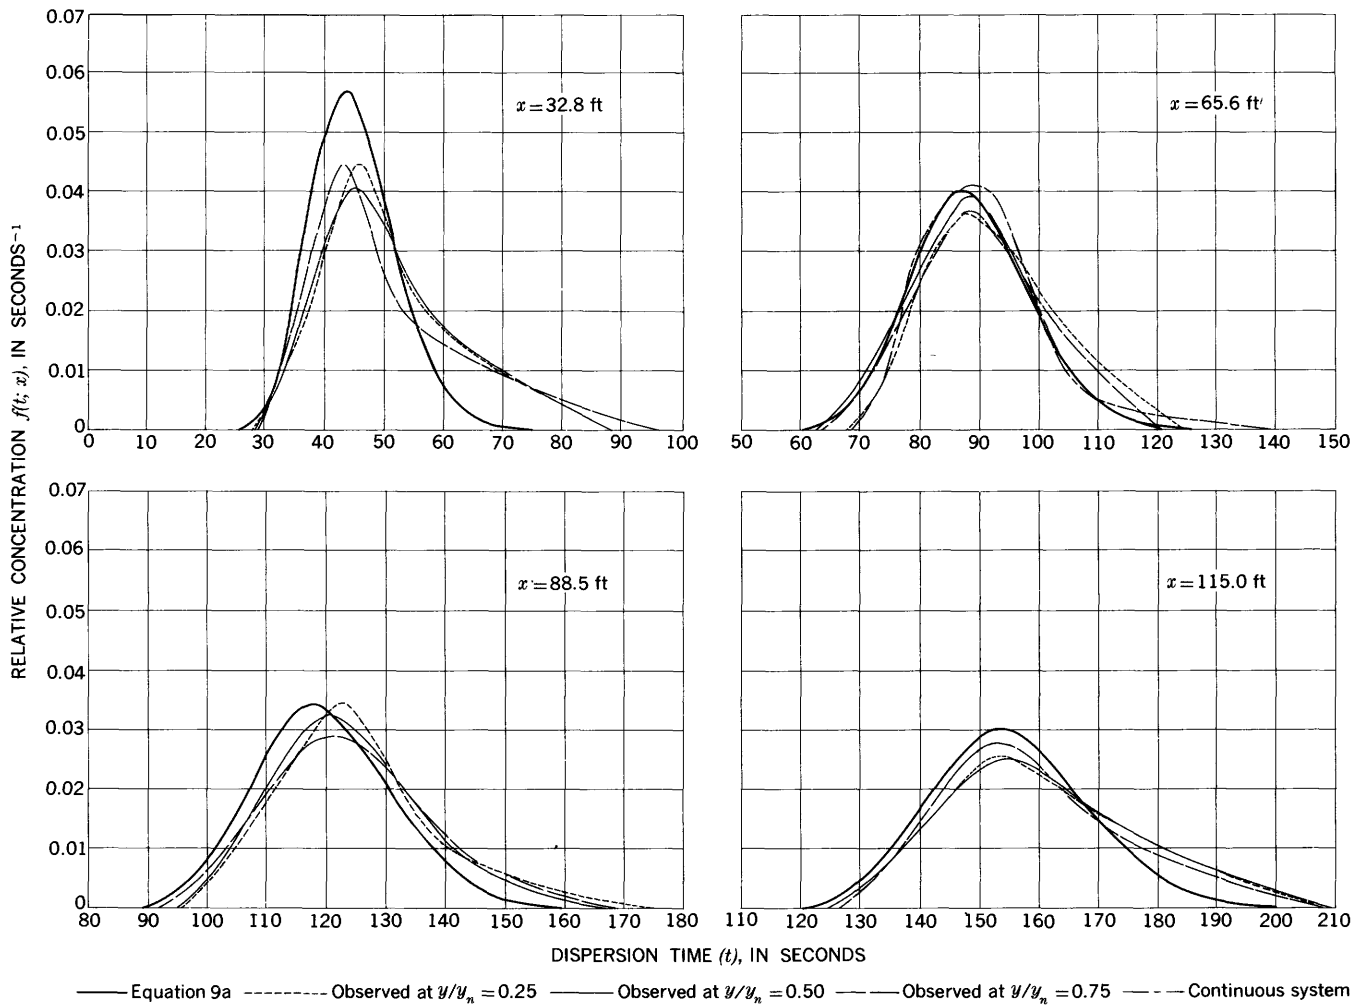 RELATIVE CONCENTRATION f(t; x), IN SECONDS⁻¹
0.07
0.06
0.05
0.04
0.03
0.02
0.01
0
x=32.8 ft
0 10 20 30 40 50 60 70 80 90 100
x=65.6 ft
50 60 70 80 90 100 110 120 130 140 150
0.07
0.06
0.05
0.04
0.03
0.02
0.01
0
x=88.5 ft
80 90 100 110 120 130 140 150 160 170 180
x=115.0 ft
110 120 130 140 150 160 170 180 190 200 210
DISPERSION TIME (t), IN SECONDS
Equation 9a Observed at y/yₙ=0.25 Observed at y/yₙ=0.50 Observed at y/yₙ=0.75 Continuous system